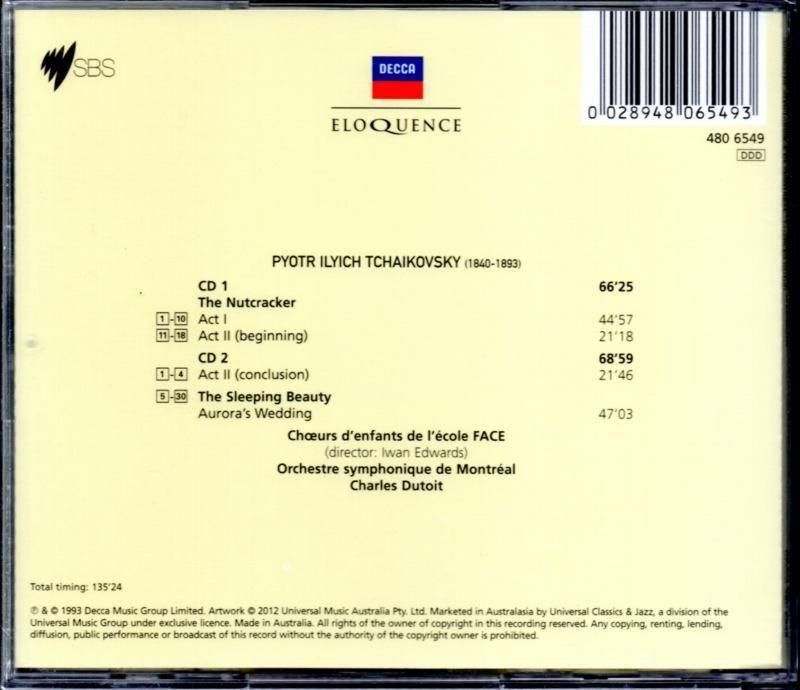 SBS
DECCA
ELOQUENCE
0 028948 065493
480 6549
DDD
PYOTR ILYICH TCHAIKOVSKY (1840-1893)
CD 1 66'25
The Nutcracker
1-10 Act I 44'57
11-18 Act II (beginning) 21'18
CD 2 68'59
1-4 Act II (conclusion) 21'46
5-30 The Sleeping Beauty
Aurora's Wedding 47'03
Chœurs d'enfants de l'école FACE
(director: Iwan Edwards)
Orchestre symphonique de Montréal
Charles Dutoit
Total timing: 135'24
℗ & © 1993 Decca Music Group Limited. Artwork © 2012 Universal Music Australia Pty. Ltd. Marketed in Australasia by Universal Classics & Jazz, a division of the
Universal Music Group under exclusive licence. Made in Australia. All rights of the owner of copyright in this recording reserved. Any copying, renting, lending,
diffusion, public performance or broadcast of this record without the authority of the copyright owner is prohibited.